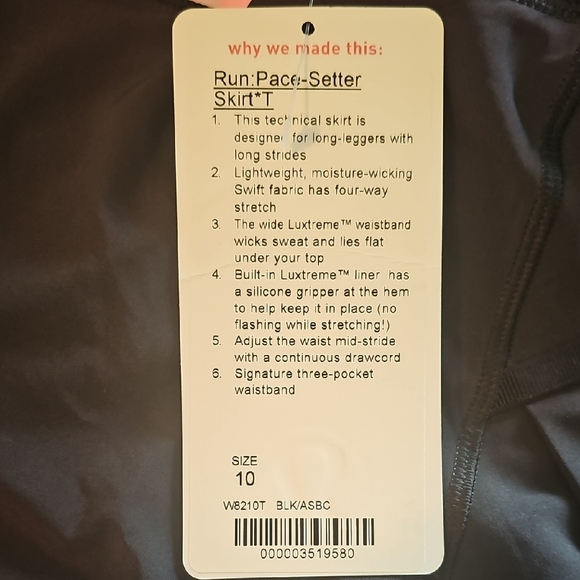 why we made this:
Run:Pace-Setter
Skirt*T
1. This technical skirt is
designed for long-leggers with
long strides
2. Lightweight, moisture-wicking
Swift fabric has four-way
stretch
3. The wide Luxtreme™ waistband
wicks sweat and lies flat
under your top
4. Built-in Luxtreme™ liner has
a silicone gripper at the hem
to help keep it in place (no
flashing while stretching!)
5. Adjust the waist mid-stride
with a continuous drawcord
6. Signature three-pocket
waistband
SIZE
10
W8210T BLK/ASBC
000003519580